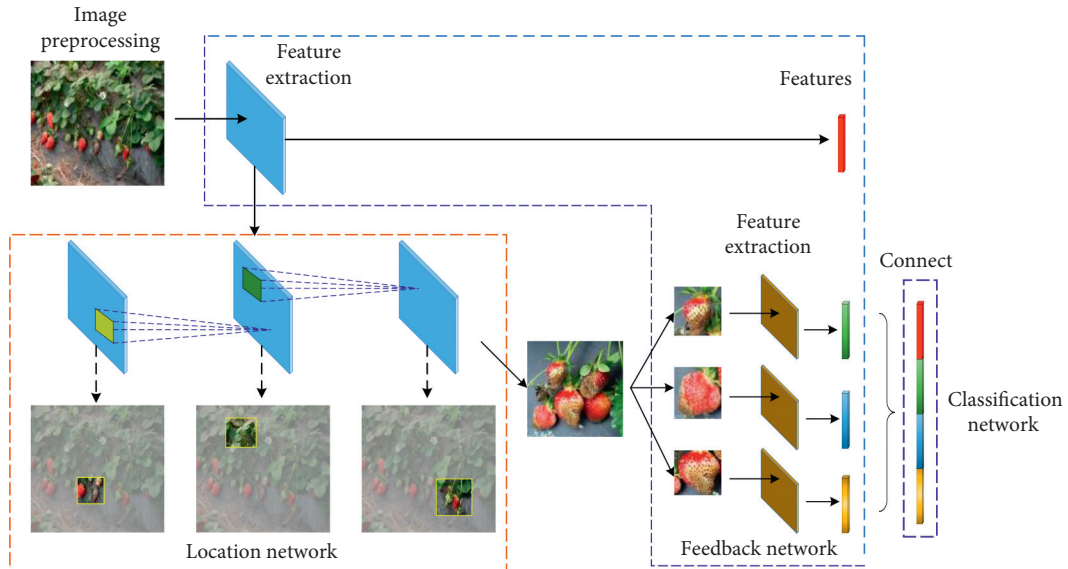 Image
preprocessing
Feature
extraction
Features
Feature
extraction
Connect
Classification
network
Location network
Feedback network